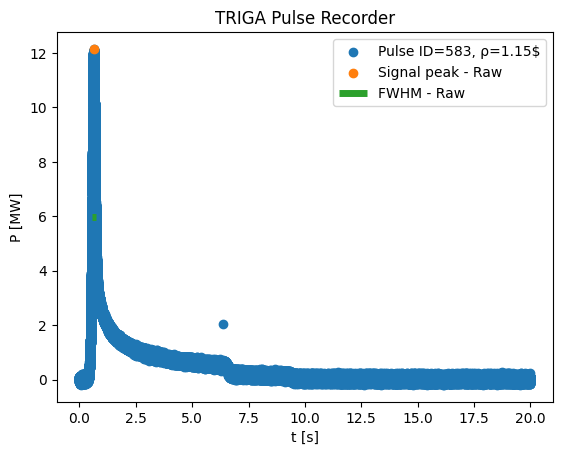 TRIGA Pulse Recorder
Pulse ID=583, ρ=1.15$
Signal peak - Raw
FWHM - Raw
P [MW]
12
10
8
6
4
2
0
0.0 2.5 5.0 7.5 10.0 12.5 15.0 17.5 20.0
t [s]